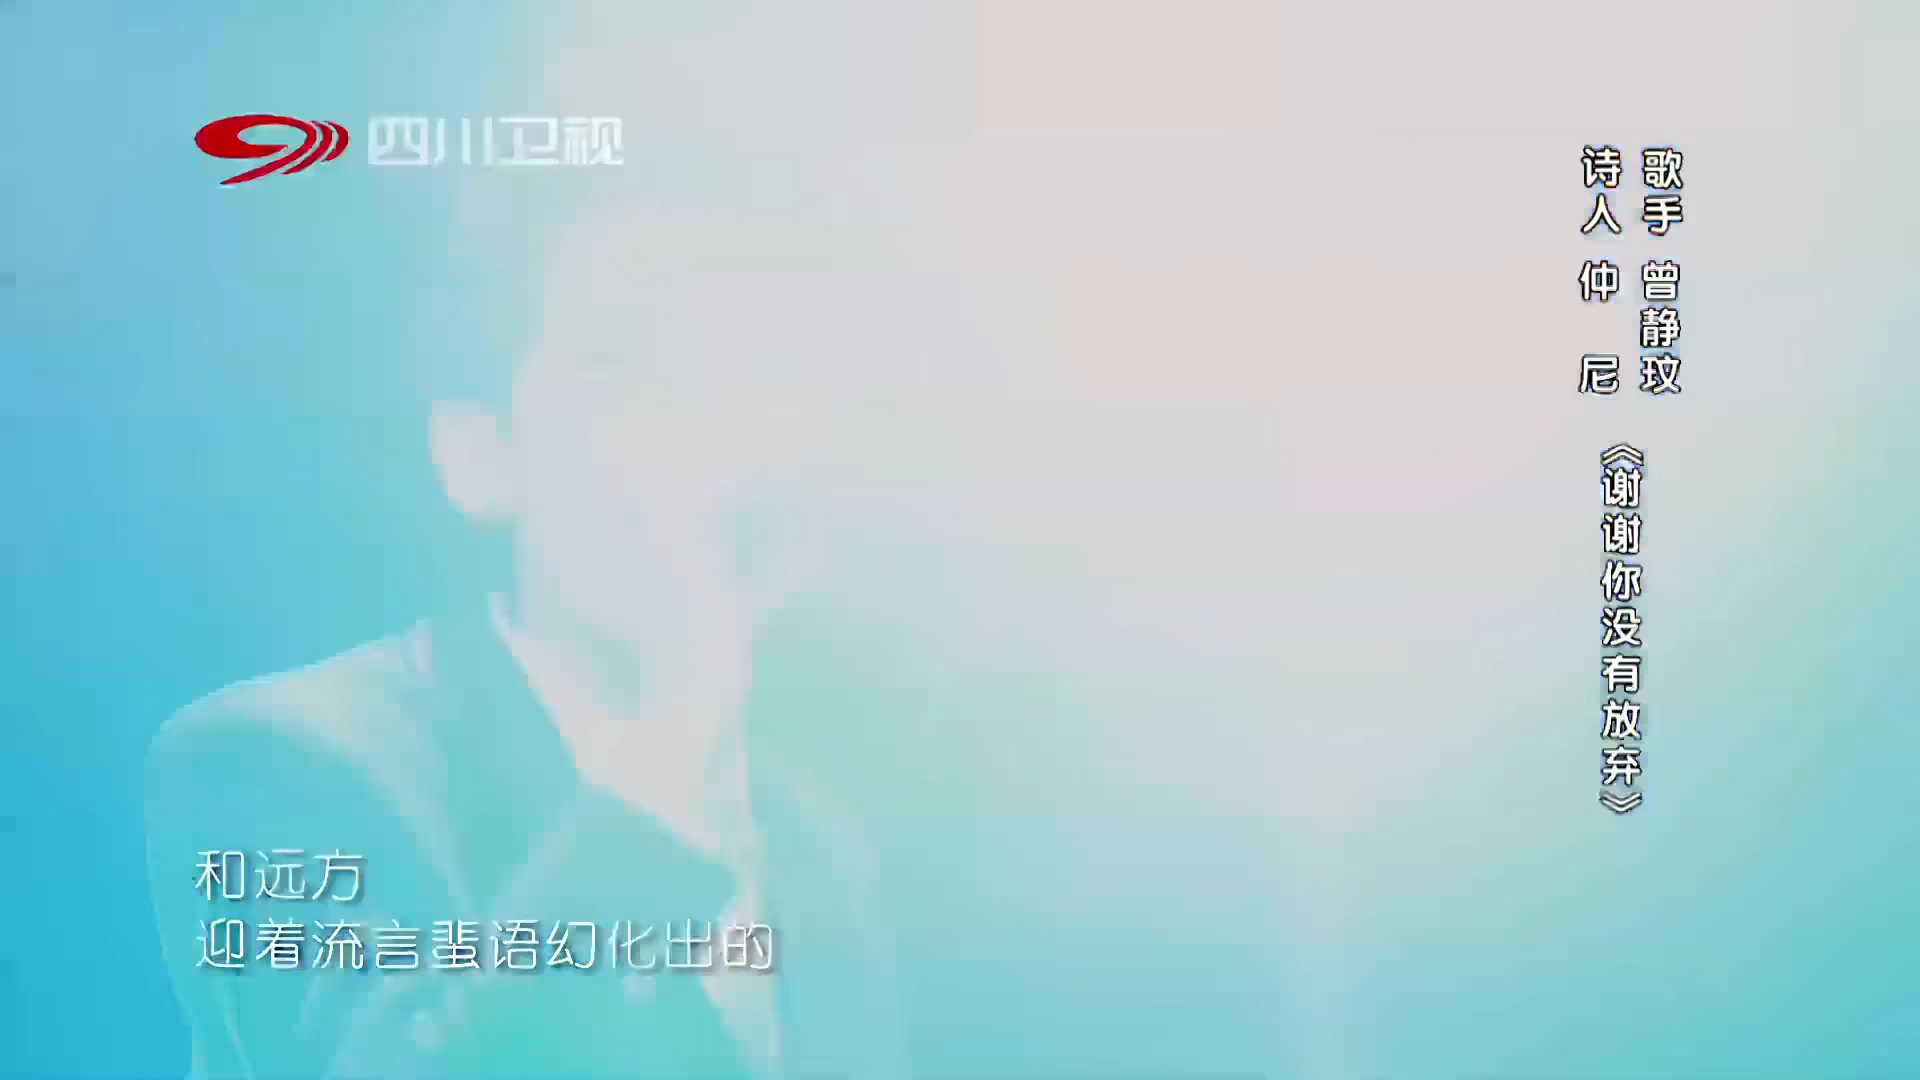 四川卫视
歌手 曾静玟
诗人 仲 尼
《谢谢你没有放弃》
和远方
迎着流言蜚语幻化出的